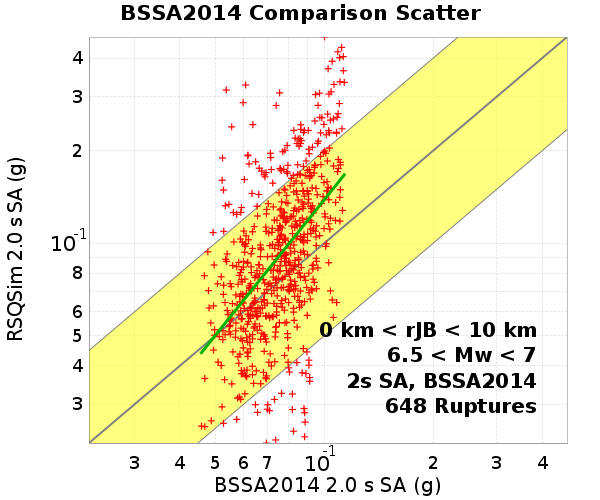 BSSA2014 Comparison Scatter
RSQSim 2.0 s SA (g)
4
3
2
10-1
8
7
6
5
4
3
0 km < rJB < 10 km
6.5 < Mw < 7
2s SA, BSSA2014
648 Ruptures
3 4 5 6 7 10-1 2 3 4
BSSA2014 2.0 s SA (g)